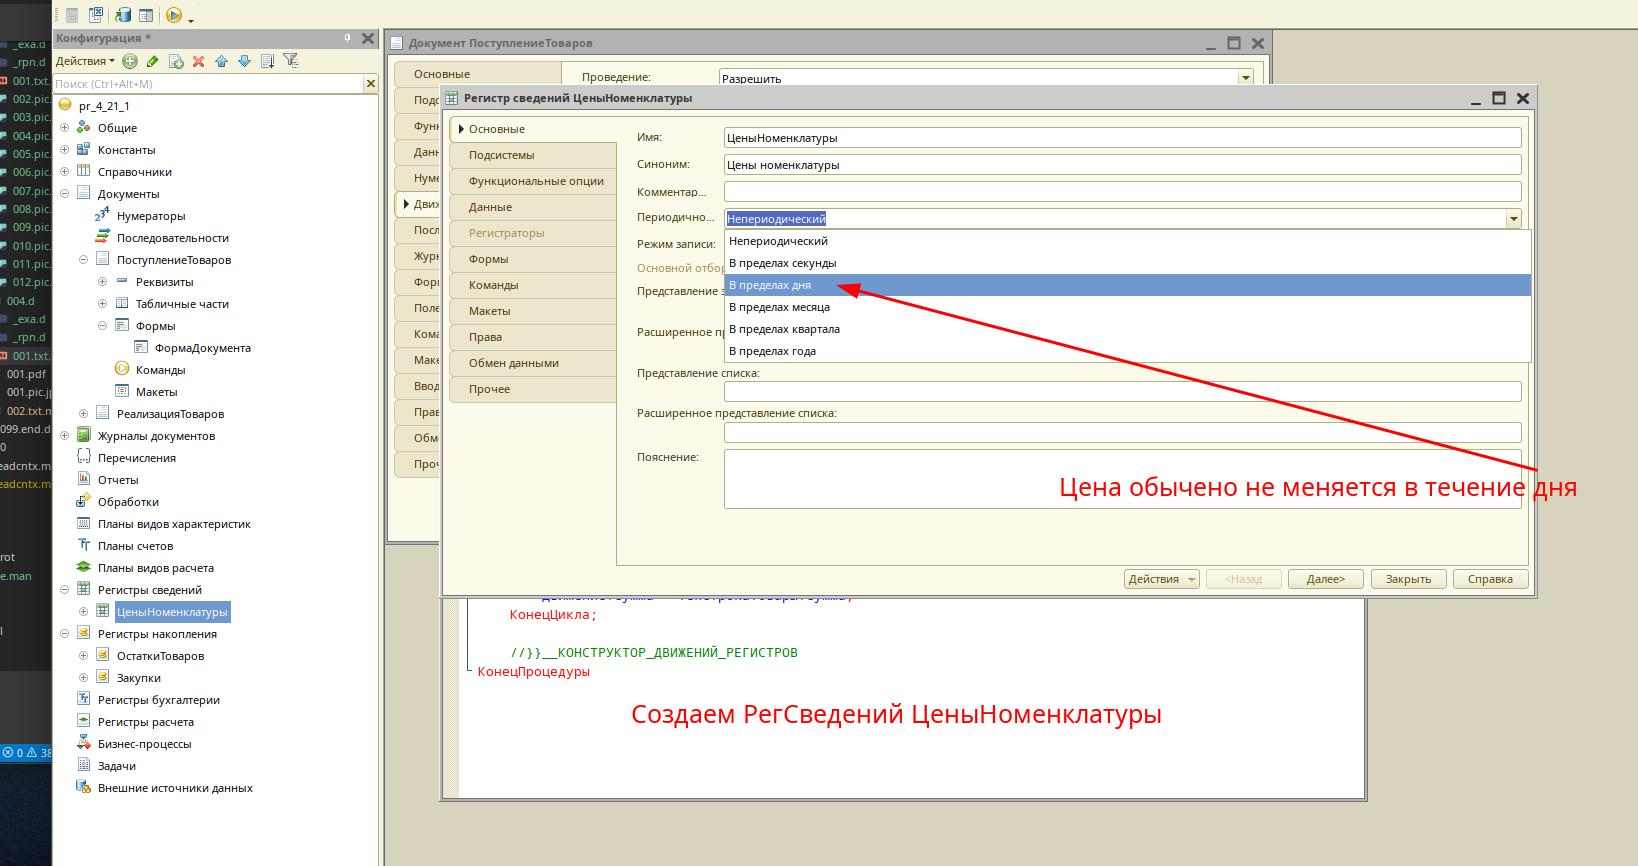 Конфигурация *
Действия
Поиск (Ctrl+Alt+M)
pr_4_21_1
Общие
Константы
Справочники
Документы
Нумераторы
Последовательности
ПоступлениеТоваров
Реквизиты
Табличные части
Формы
ФормаДокумента
Команды
Макеты
РеализацияТоваров
Журналы документов
Перечисления
Отчеты
Обработки
Планы видов характеристик
Планы счетов
Планы видов расчета
Регистры сведений
ЦеныНоменклатуры
Регистры накопления
ОстаткиТоваров
Закупки
Регистры бухгалтерии
Регистры расчета
Бизнес-процессы
Задачи
Внешние источники данных
_exa.d
_rpn.d
001.txt.
002.pic.
003.pic.
004.pic.
005.pic.
006.pic.
007.pic.
008.pic.
009.pic.
010.pic.
011.pic.
012.pic.
004.d
_exa.d
_rpn.d
001.txt.
001.pdf
001.pic.j
002.txt.m
099.end.d
0
eadcntx.m
eadcntx.m
rot
e.man
0
38
Документ ПоступлениеТоваров
Основные
Проведение:
Разрешить
Подс
Функ
Данн
Нуме
Движ
Посл
Журн
Форм
Поле
Кома
Маке
Ввод
Прав
Обм
Проч
Регистр сведений ЦеныНоменклатуры
Основные
Подсистемы
Функциональные опции
Данные
Регистраторы
Формы
Команды
Макеты
Права
Обмен данными
Прочее
Имя:
ЦеныНоменклатуры
Синоним:
Цены номенклатуры
Комментар...
Периодично...
Непериодический
Режим записи:
Непериодический
В пределах секунды
Основной отбор
В пределах дня
Представление з
В пределах месяца
Расширенное пр
В пределах квартала
В пределах года
Представление списка:
Расширенное представление списка:
Пояснение:
Цена обычено не меняется в течение дня
Действия
<Назад
Далее>
Закрыть
Справка
КонецЦикла;
//}}__КОНСТРУКТОР_ДВИЖЕНИЙ_РЕГИСТРОВ
КонецПроцедуры
Создаем РегСведений ЦеныНоменклатуры